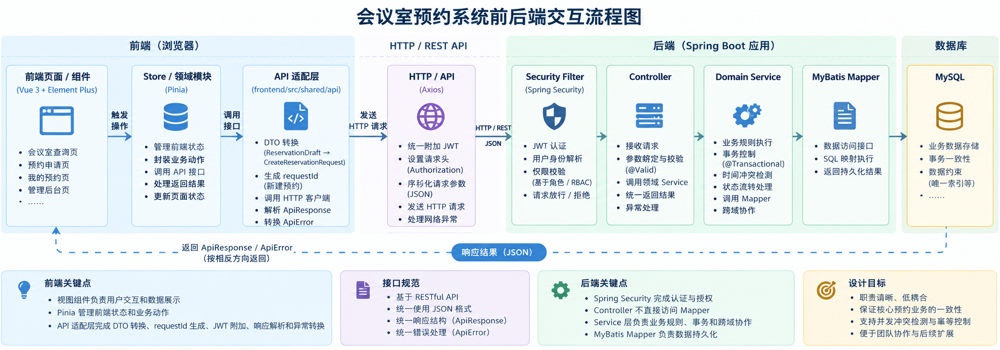 会议室预约系统前后端交互流程图
前端（浏览器）
HTTP / REST API
后端（Spring Boot 应用）
数据库
前端页面 / 组件
(Vue 3 + Element Plus)
• 会议室查询页
• 预约申请页
• 我的预约页
• 管理后台页
• ……
触发
操作
Store / 领域模块
(Pinia)
• 管理前端状态
• 封装业务动作
• 调用 API 接口
• 处理返回结果
• 更新页面状态
调用
接口
API 适配层
(frontend/src/shared/api)
• DTO 转换
(ReservationDraft →
CreateReservationRequest)
• 生成 requestId
(新建预约)
• 调用 HTTP 客户端
• 解析 ApiResponse
• 转换 ApiError
发送
HTTP 请求
HTTP / API
(Axios)
• 统一附加 JWT
• 设置请求头
(Authorization)
• 序列化请求参数
(JSON)
• 发送 HTTP 请求
• 处理网络异常
HTTP / REST
JSON
Security Filter
(Spring Security)
• JWT 认证
• 用户身份解析
• 权限校验
(基于角色 / RBAC)
• 请求放行 / 拒绝
Controller
• 接收请求
• 参数绑定与校验
(@Valid)
• 调用领域 Service
• 统一返回结果
• 异常处理
Domain Service
• 业务规则执行
• 事务控制
(@Transactional)
• 时间冲突检测
• 状态流转处理
• 调用 Mapper
• 跨域协作
MyBatis Mapper
• 数据访问接口
• SQL 映射执行
• 返回持久化结果
MySQL
• 业务数据存储
• 事务一致性
• 数据约束
(唯一索引等)
• ……
返回 ApiResponse / ApiError
（按相反方向返回）
响应结果（JSON）
前端关键点
• 视图组件负责用户交互和数据展示
• Pinia 管理前端状态和业务动作
• API 适配层完成 DTO 转换、requestId 生成、JWT 附加、响应解析和异常转换
接口规范
• 基于 RESTful API
• 统一使用 JSON 格式
• 统一响应结构（ApiResponse）
• 统一错误处理（ApiError）
后端关键点
• Spring Security 完成认证与授权
• Controller 不直接访问 Mapper
• Service 层负责业务规则、事务和跨域协作
• MyBatis Mapper 负责数据持久化
设计目标
• 职责清晰、低耦合
• 保证核心预约业务的一致性
• 支持并发冲突检测与等控制
• 便于团队协作与后续扩展